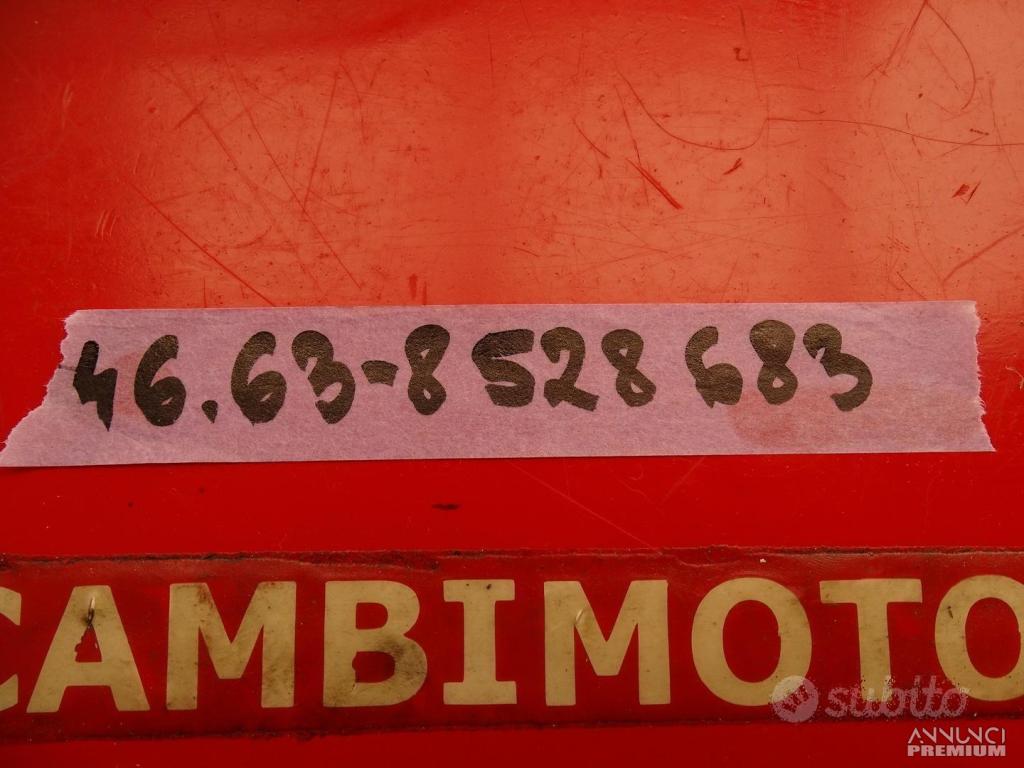 46.63-8 528 683
CAMBIMOTO
subito
ANNUNCI
PREMIUM